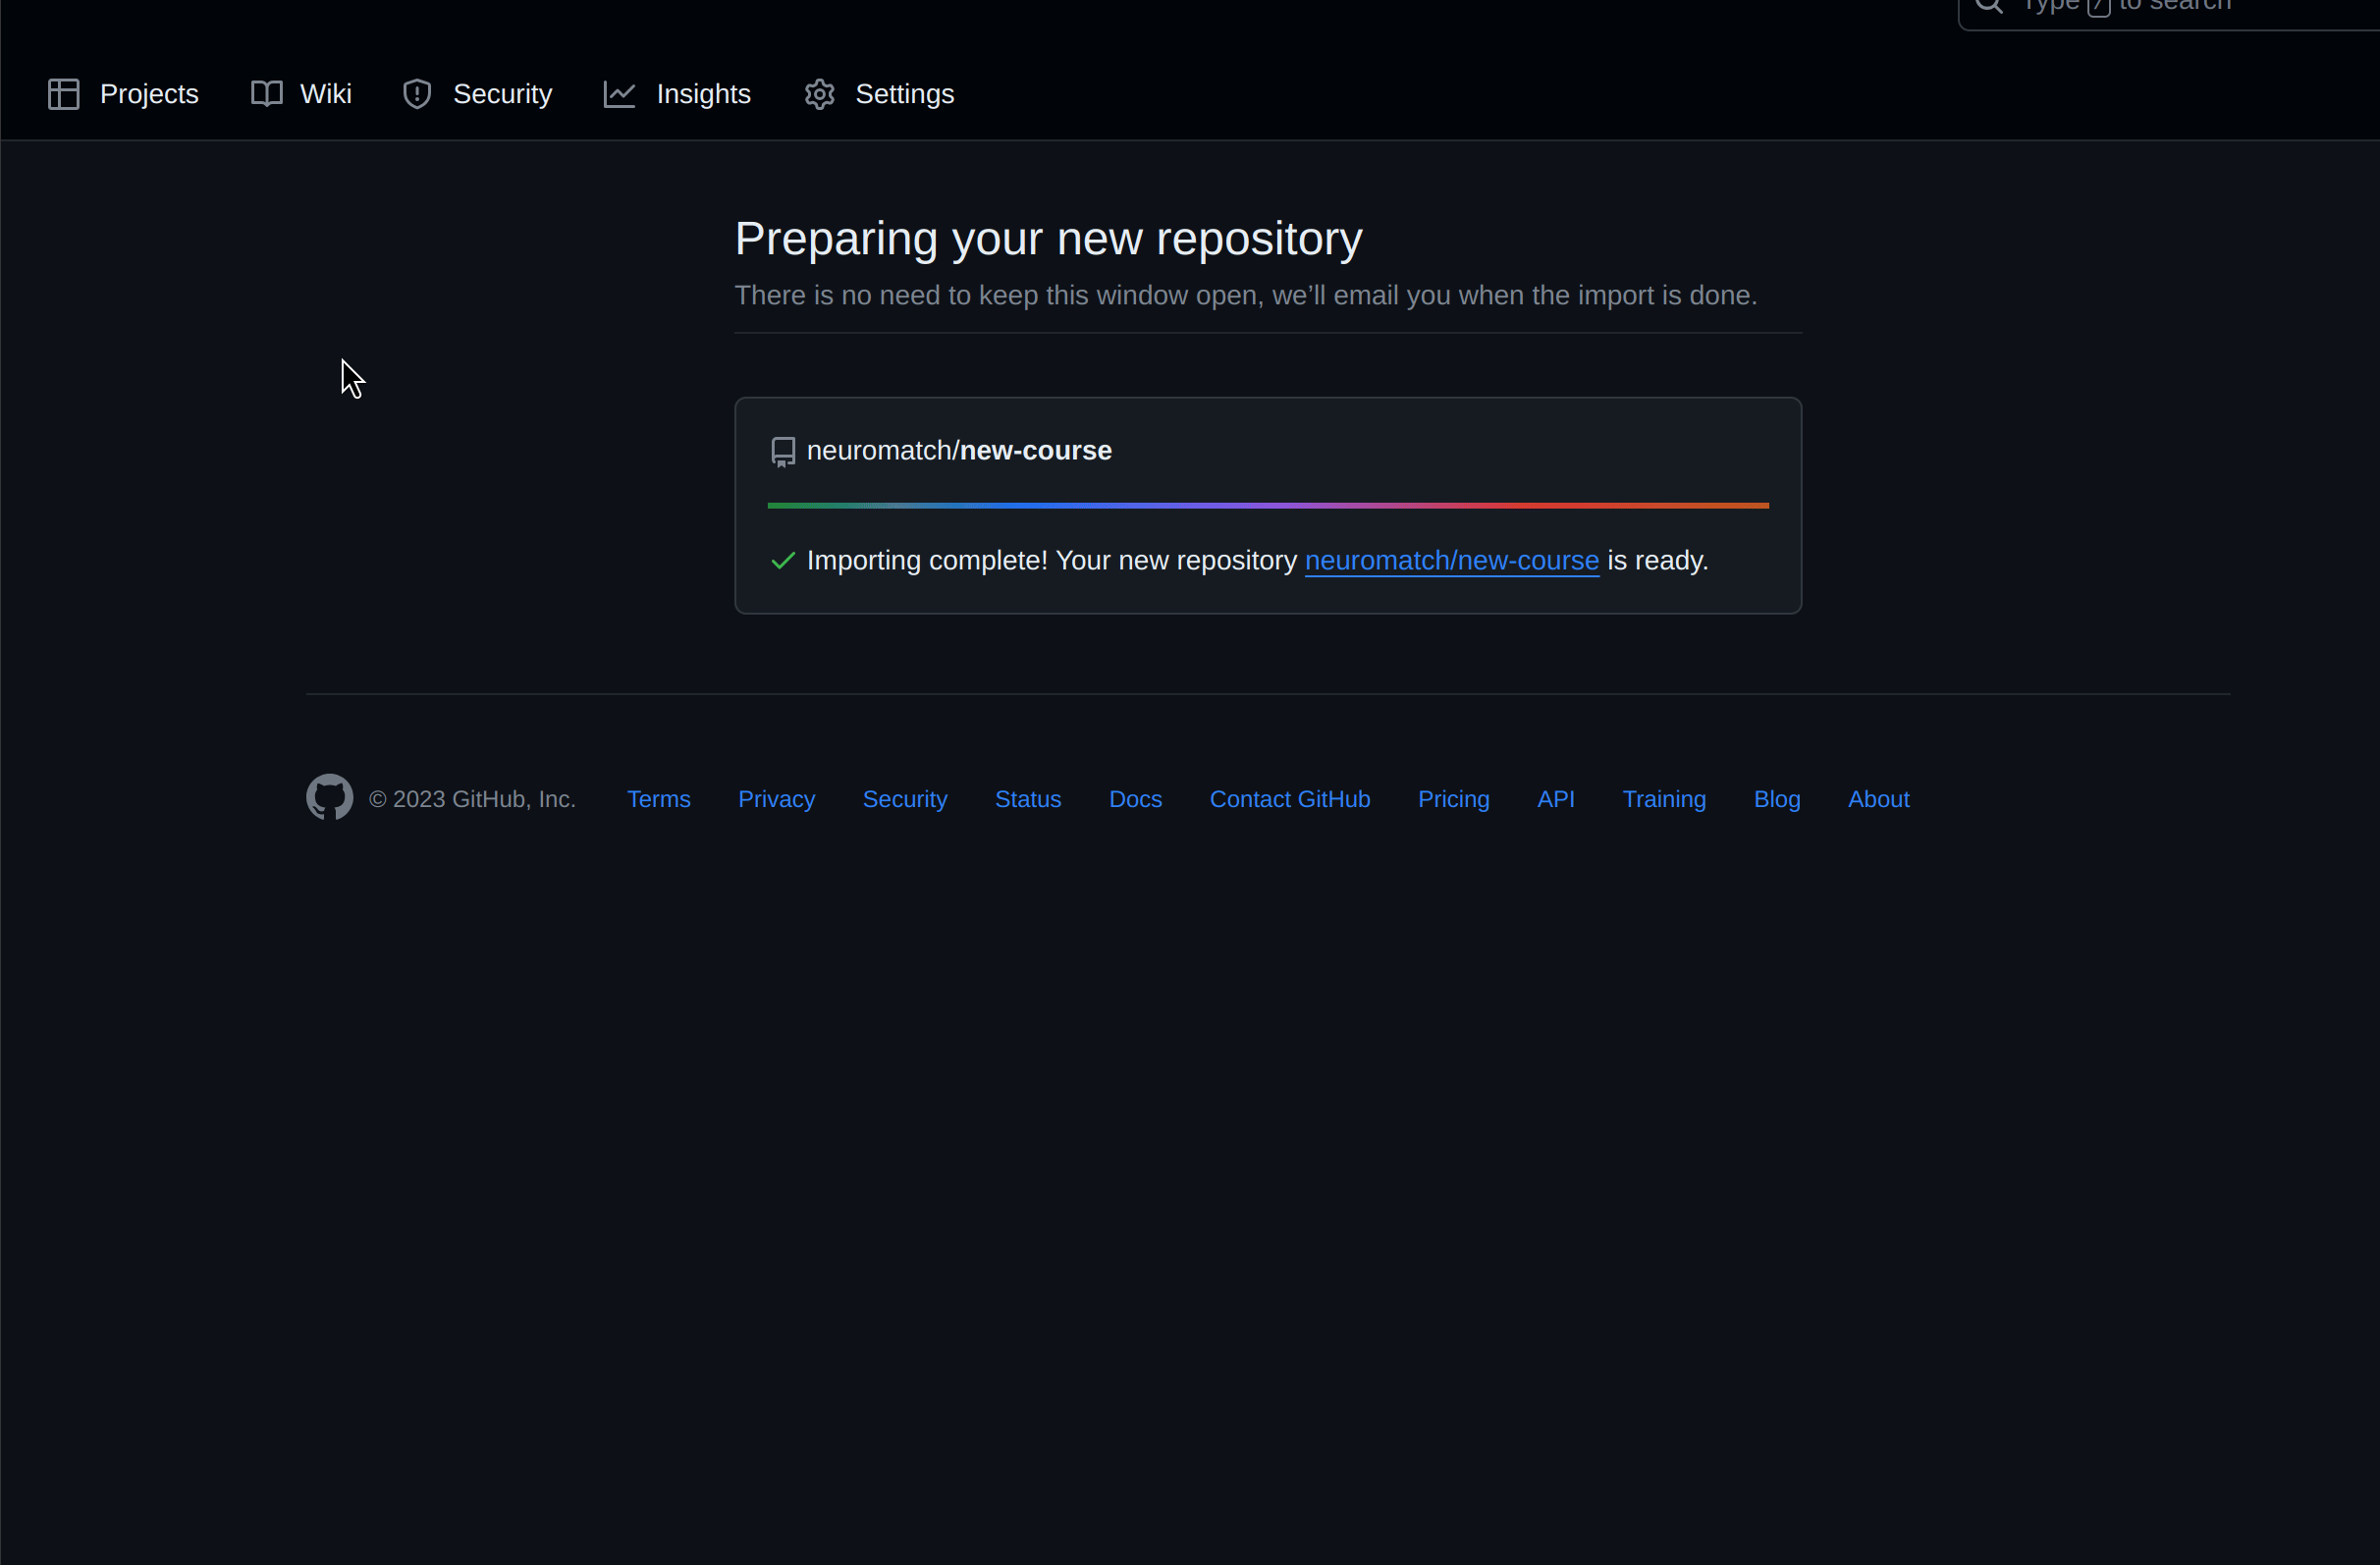 Type / to search
Projects Wiki Security Insights Settings
Preparing your new repository
There is no need to keep this window open, we’ll email you when the import is done.
neuromatch/new-course
Importing complete! Your new repository neuromatch/new-course is ready.
© 2023 GitHub, Inc. Terms Privacy Security Status Docs Contact GitHub Pricing API Training Blog About